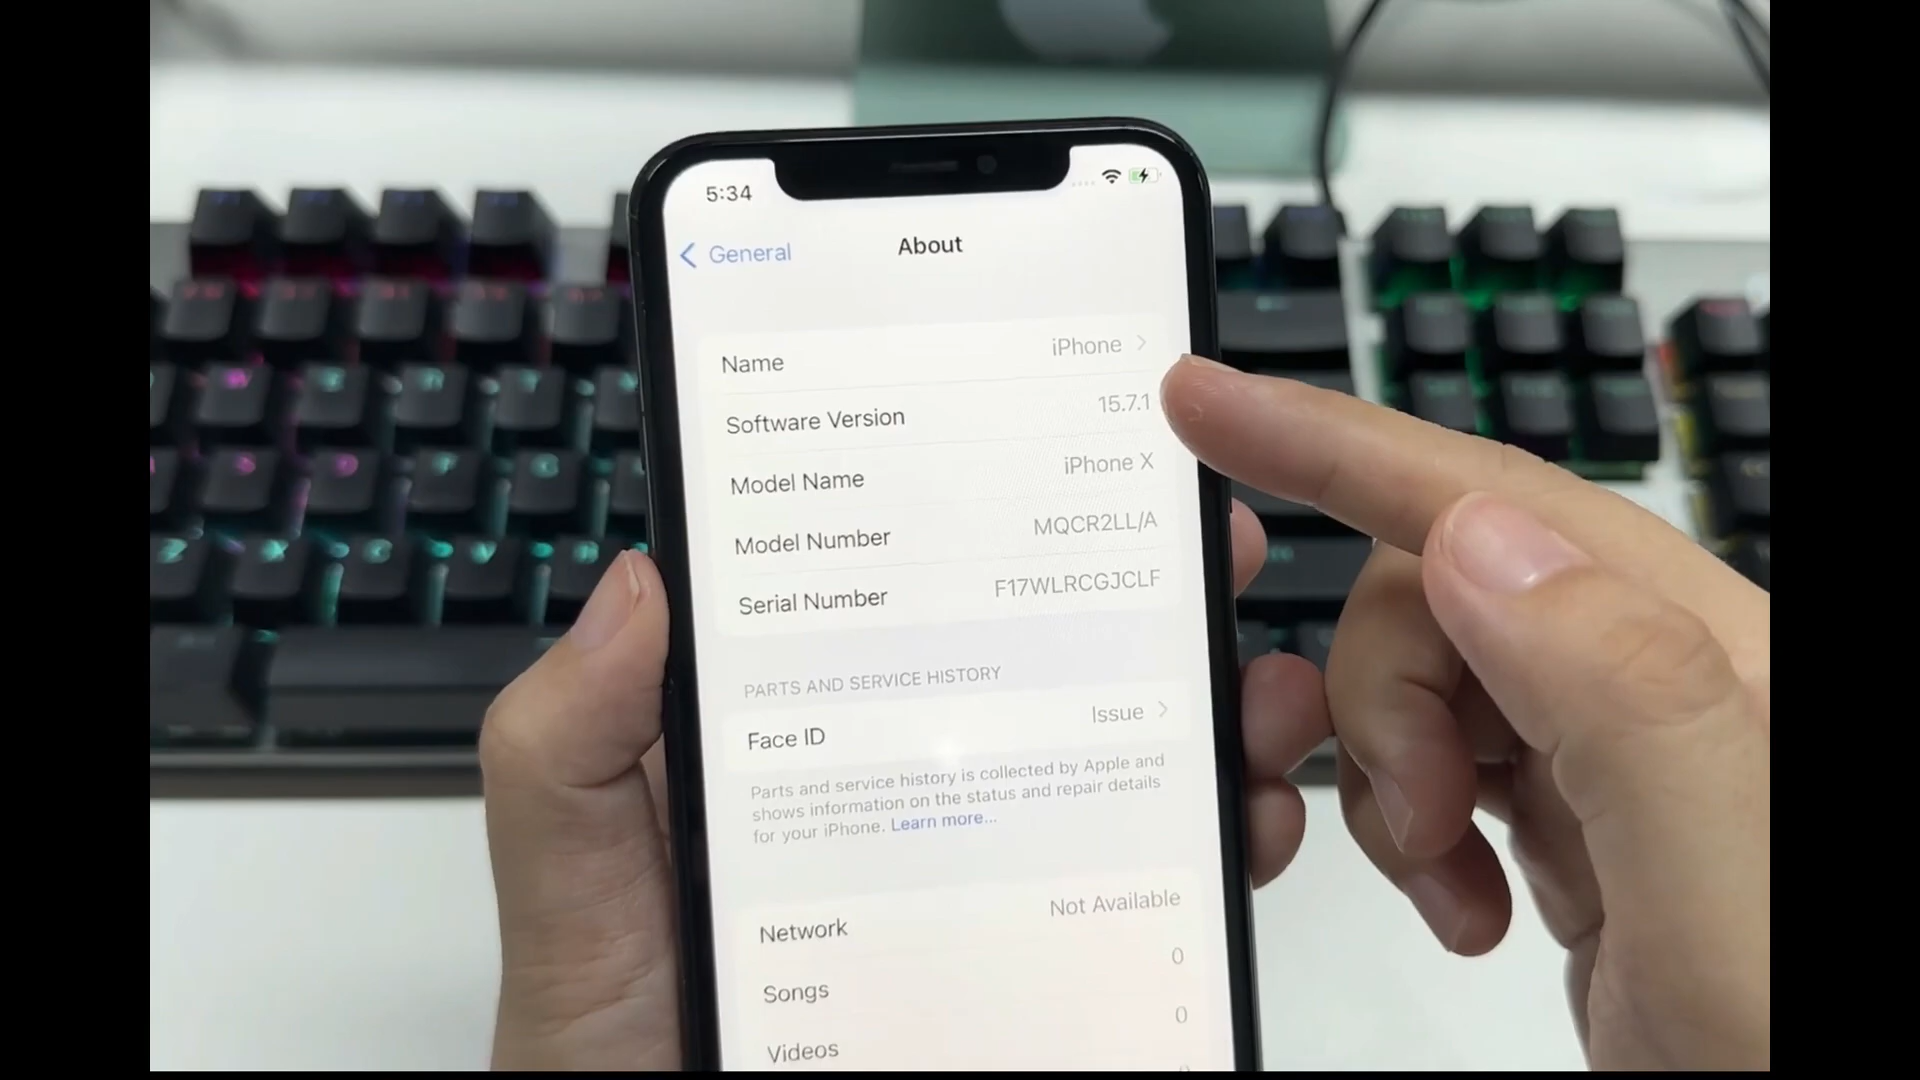 5:34
General
About
Name iPhone
Software Version 15.7.1
Model Name iPhone X
Model Number MQCR2LL/A
Serial Number F17WLRCGJCLF
PARTS AND SERVICE HISTORY
Face ID Issue
Parts and service history is collected by Apple and
shows information on the status and repair details
for your iPhone. Learn more...
Network Not Available
Songs 0
Videos 0